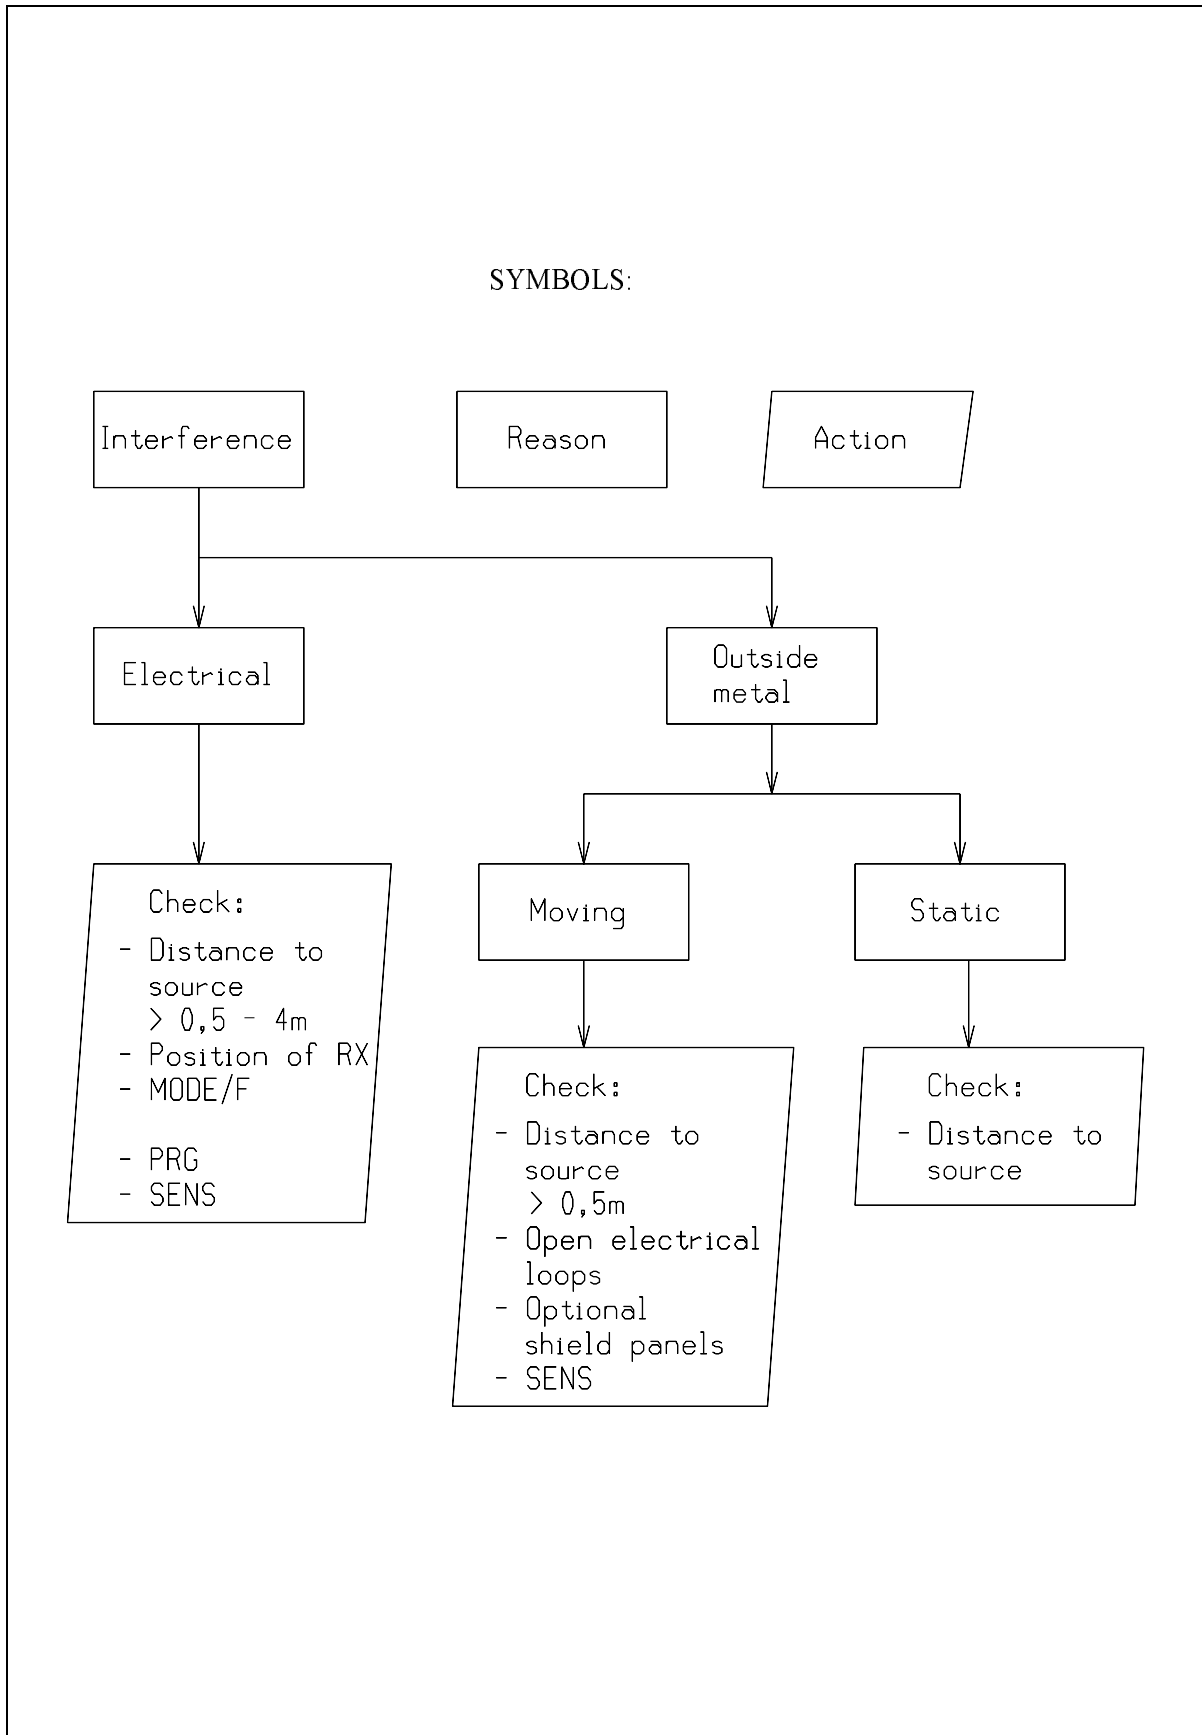 SYMBOLS:
Interference
Reason
Action
Electrical
Outside
metal
Moving
Static
Check:
- Distance to
source
> 0,5 - 4m
- Position of RX
- MODE/F
- PRG
- SENS
Check:
- Distance to
source
> 0,5m
- Open electrical
loops
- Optional
shield panels
- SENS
Check:
- Distance to
source